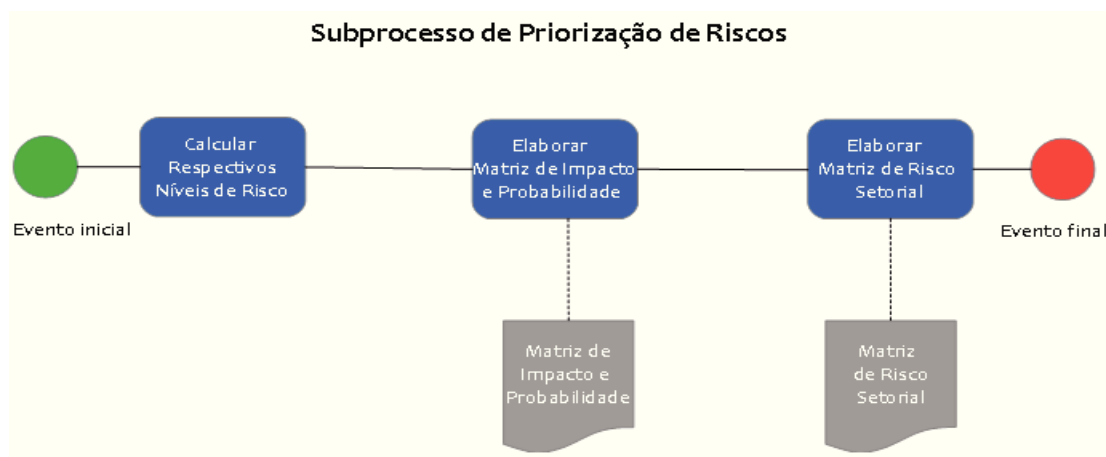 Subprocesso de Priorização de Riscos
Calcular
Respectivos
Níveis de Risco
Elaborar
Matriz de Impacto
e Probabilidade
Elaborar
Matriz de Risco
Setorial
Evento inicial
Evento final
Matriz de
Impacto e
Probabilidade
Matriz
de Risco
Setorial